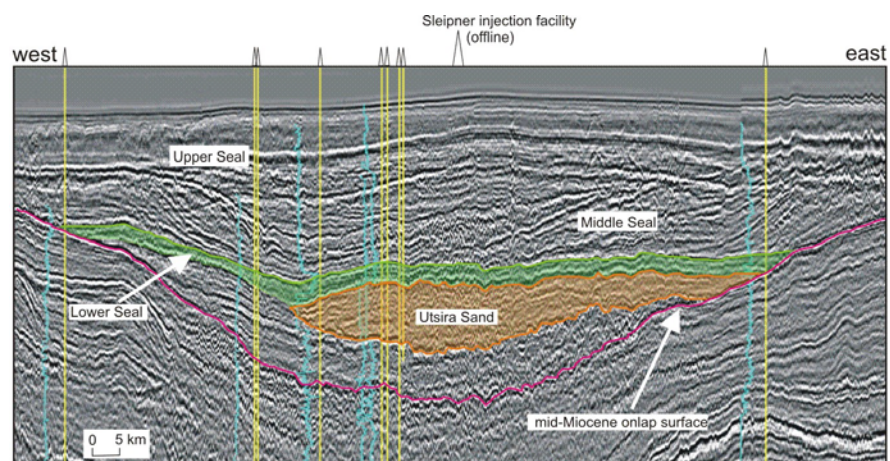 Sleipner injection facility
(offline)
west
east
Upper Seal
Middle Seal
Lower Seal
Utsira Sand
mid-Miocene onlap surface
0 5 km